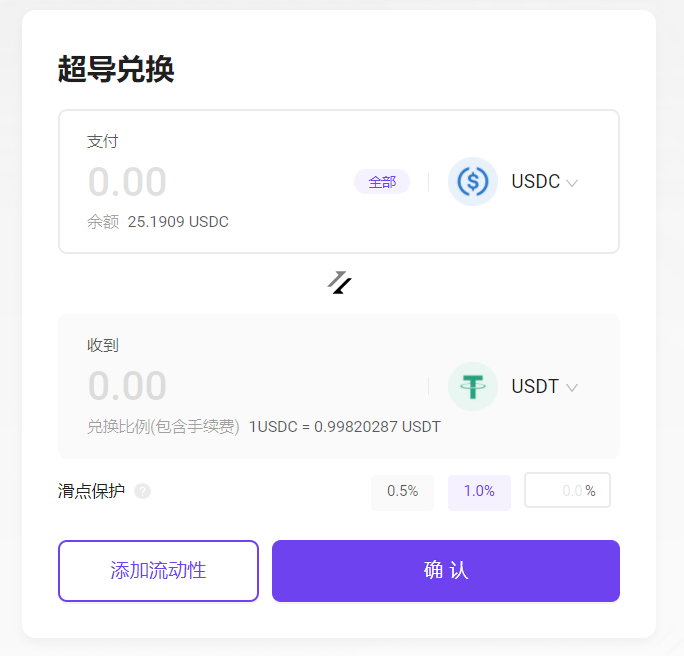 超导兑换
支付
0.00 全部 USDC
余额 25.1909 USDC
收到
0.00 USDT
兑换比例(包含手续费) 1USDC = 0.99820287 USDT
滑点保护 ? 0.5% 1.0% 0.0 %
添加流动性 确 认